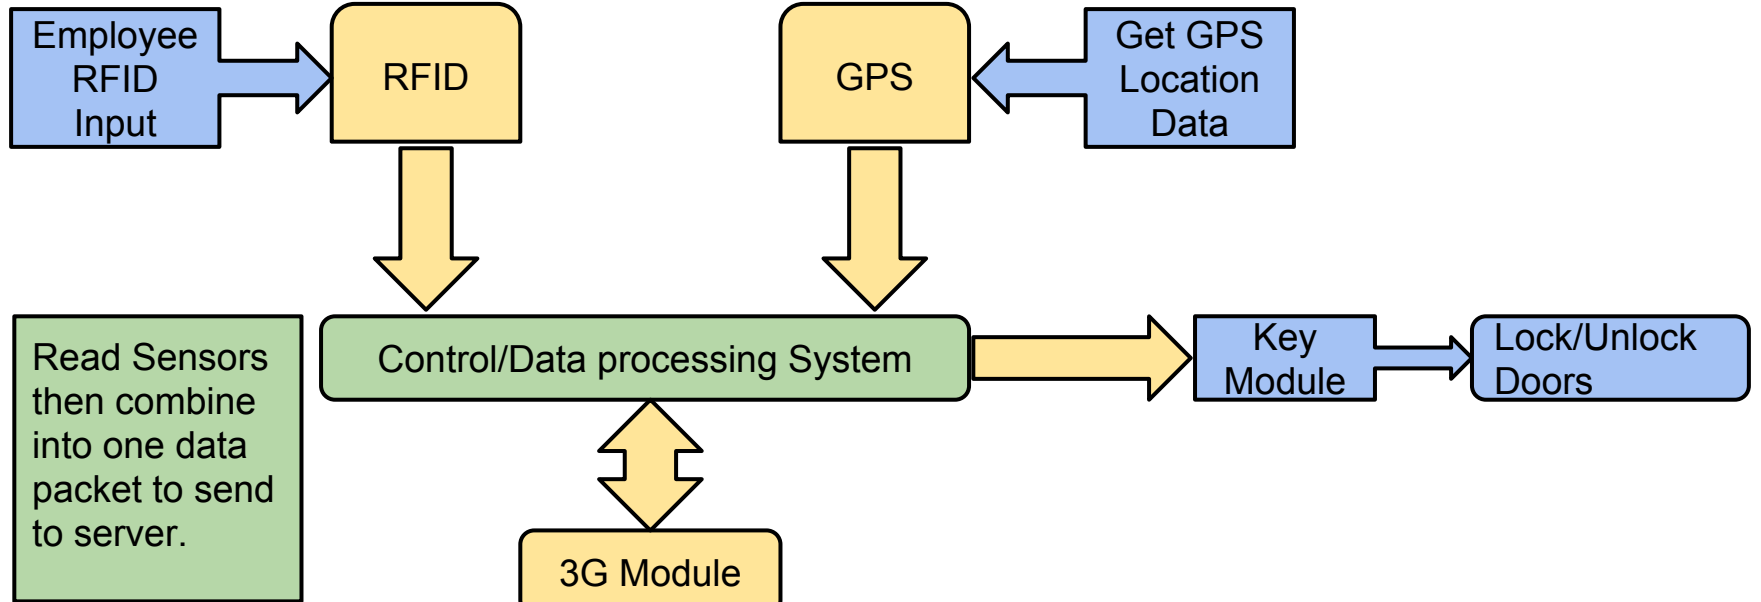 Employee
RFID
Input
RFID
GPS
Get GPS
Location
Data
Read Sensors
then combine
into one data
packet to send
to server.
Control/Data processing System
Key
Module
Lock/Unlock
Doors
3G Module